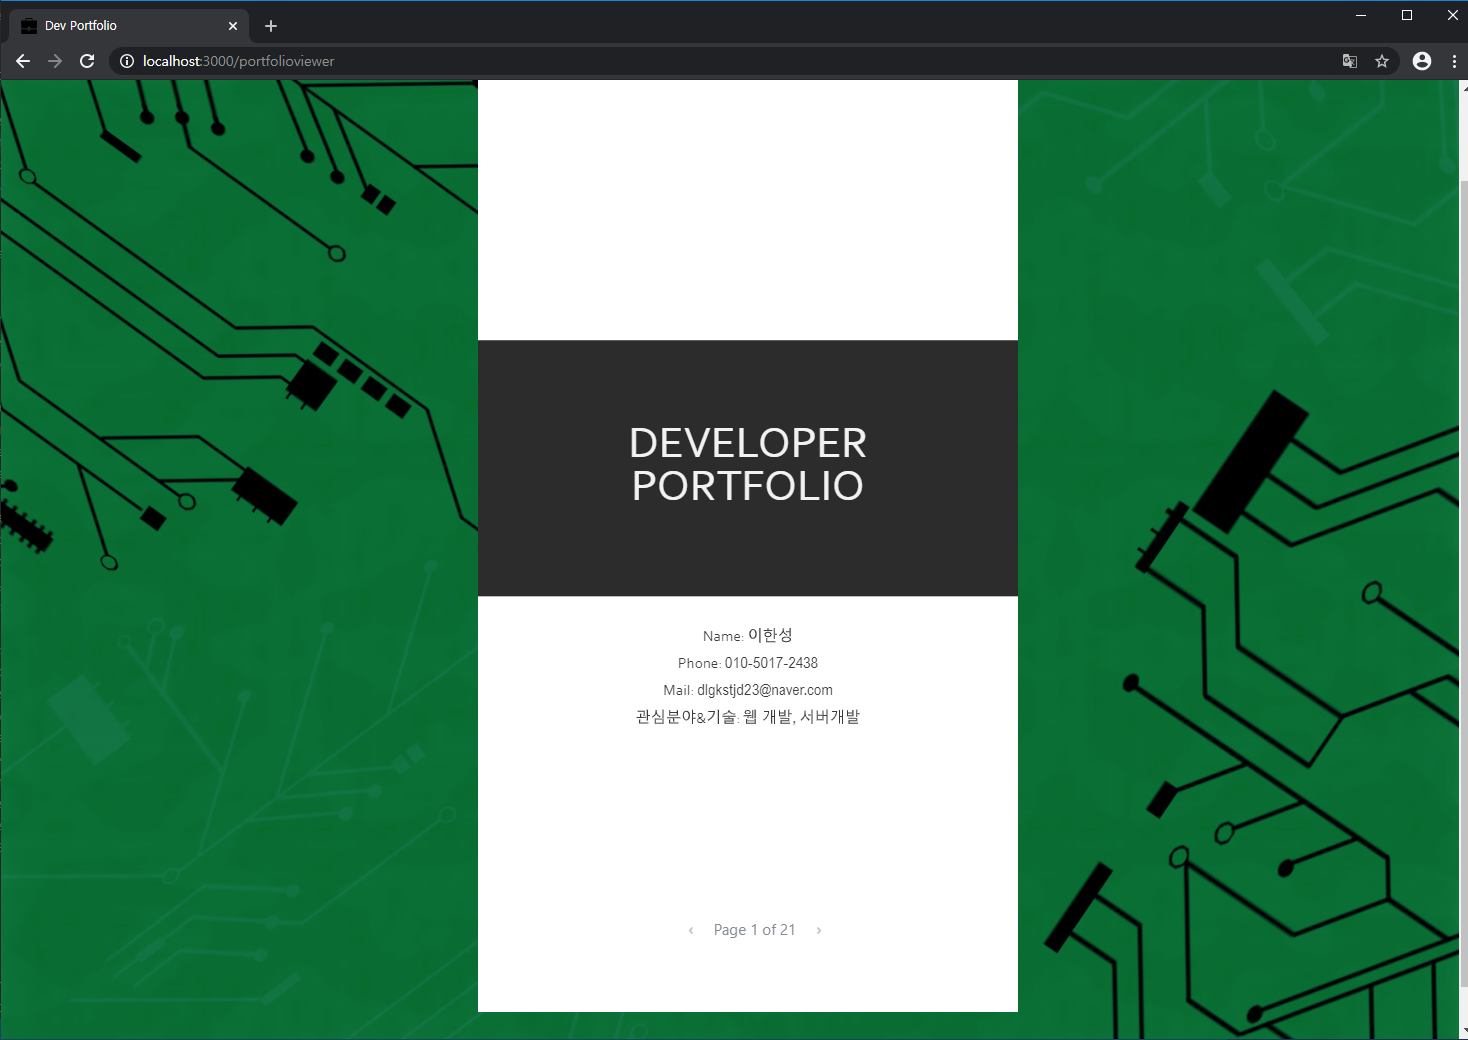 Dev Portfolio
localhost:3000/portfolioviewer
DEVELOPER
PORTFOLIO
Name: 이한성
Phone: 010-5017-2438
Mail: dlgkstjd23@naver.com
관심분야&기술: 웹 개발, 서버개발
‹ Page 1 of 21 ›